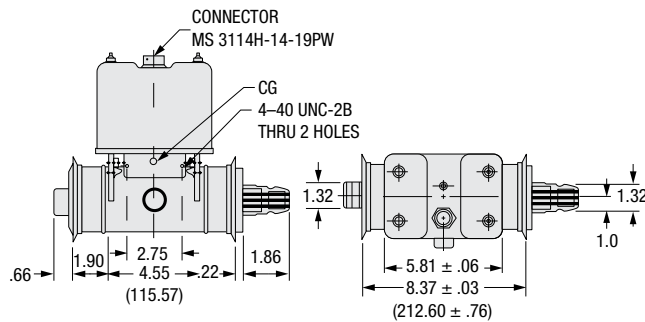 CONNECTOR
MS 3114H-14-19PW
CG
4–40 UNC-2B
THRU 2 HOLES
1.32
1.32
1.0
2.75
1.90
4.55
.22
1.86
.66
(115.57)
5.81 ± .06
8.37 ± .03
(212.60 ± .76)